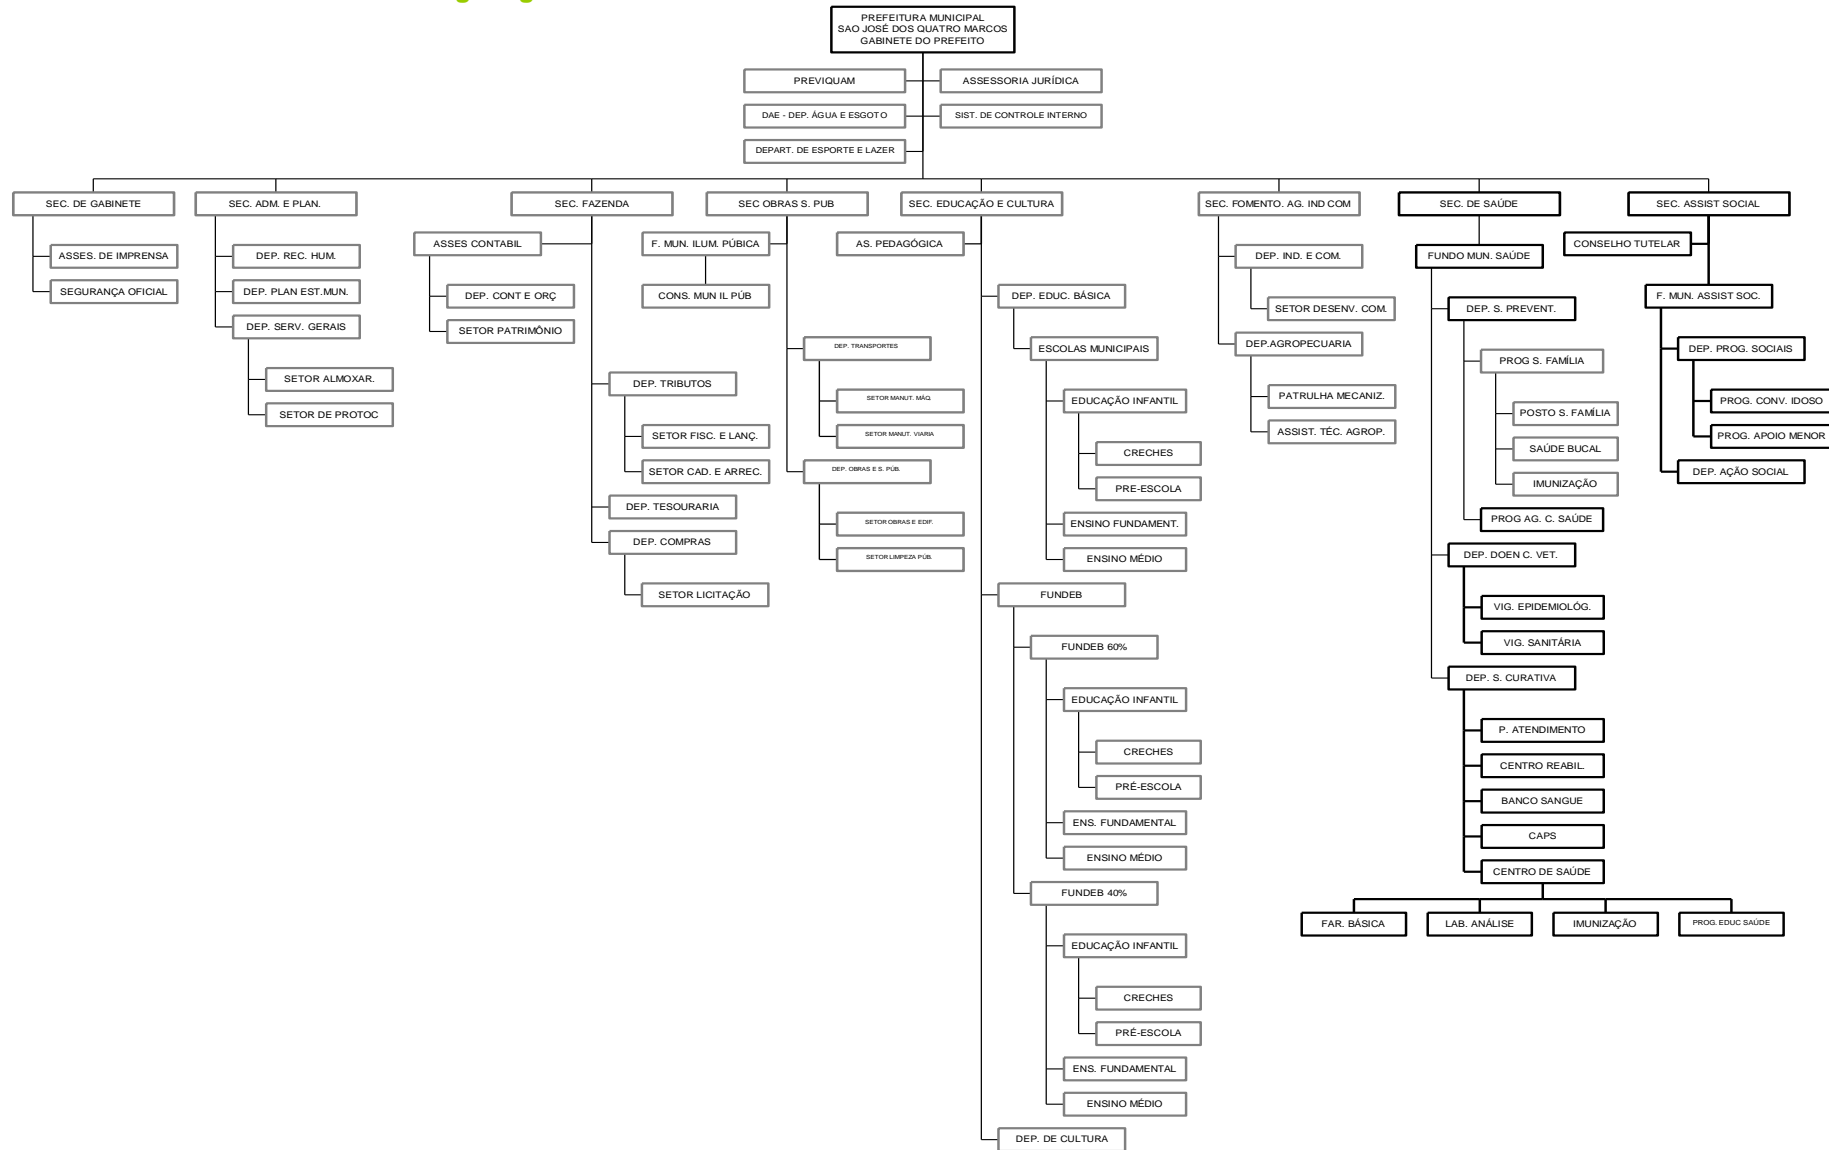 PREFEITURA MUNICIPAL
SAO JOSÉ DOS QUATRO MARCOS
GABINETE DO PREFEITO
PREVIQUAM
ASSESSORIA JURÍDICA
DAE - DEP. ÁGUA E ESGOTO
SIST. DE CONTROLE INTERNO
DEPART. DE ESPORTE E LAZER
SEC. DE GABINETE
ASSES. DE IMPRENSA
SEGURANÇA OFICIAL
SEC. ADM. E PLAN.
DEP. REC. HUM.
DEP. PLAN EST.MUN.
DEP. SERV. GERAIS
SETOR ALMOXAR.
SETOR DE PROTOC
SEC. FAZENDA
ASSES CONTABIL
DEP. CONT E ORÇ
SETOR PATRIMÔNIO
DEP. TRIBUTOS
SETOR FISC. E LANÇ.
SETOR CAD. E ARREC.
DEP. TESOURARIA
DEP. COMPRAS
SETOR LICITAÇÃO
SEC OBRAS S. PUB
F. MUN. ILUM. PÚBICA
CONS. MUN IL PÚB
DEP. TRANSPORTES
SETOR MANUT. MÁQ.
SETOR MANUT. VIARIA
DEP. OBRAS E S. PÚB.
SETOR OBRAS E EDIF.
SETOR LIMPEZA PÚB.
SEC. EDUCAÇÃO E CULTURA
AS. PEDAGÓGICA
DEP. EDUC. BÁSICA
ESCOLAS MUNICIPAIS
EDUCAÇÃO INFANTIL
CRECHES
PRE-ESCOLA
ENSINO FUNDAMENT.
ENSINO MÉDIO
FUNDEB
FUNDEB 60%
EDUCAÇÃO INFANTIL
CRECHES
PRÉ-ESCOLA
ENS. FUNDAMENTAL
ENSINO MÉDIO
FUNDEB 40%
EDUCAÇÃO INFANTIL
CRECHES
PRÉ-ESCOLA
ENS. FUNDAMENTAL
ENSINO MÉDIO
DEP. DE CULTURA
SEC. FOMENTO. AG. IND COM
DEP. IND. E COM.
SETOR DESENV. COM.
DEP.AGROPECUARIA
PATRULHA MECANIZ.
ASSIST. TÉC. AGROP.
SEC. DE SAÚDE
FUNDO MUN. SAÚDE
DEP. S. PREVENT.
PROG S. FAMÍLIA
POSTO S. FAMÍLIA
SAÚDE BUCAL
IMUNIZAÇÃO
PROG AG. C. SAÚDE
DEP. DOEN C. VET.
VIG. EPIDEMIOLÓG.
VIG. SANITÁRIA
DEP. S. CURATIVA
P. ATENDIMENTO
CENTRO REABIL.
BANCO SANGUE
CAPS
CENTRO DE SAÚDE
FAR. BÁSICA
LAB. ANÁLISE
IMUNIZAÇÃO
PROG. EDUC SAÚDE
SEC. ASSIST SOCIAL
CONSELHO TUTELAR
F. MUN. ASSIST SOC.
DEP. PROG. SOCIAIS
PROG. CONV. IDOSO
PROG. APOIO MENOR
DEP. AÇÃO SOCIAL